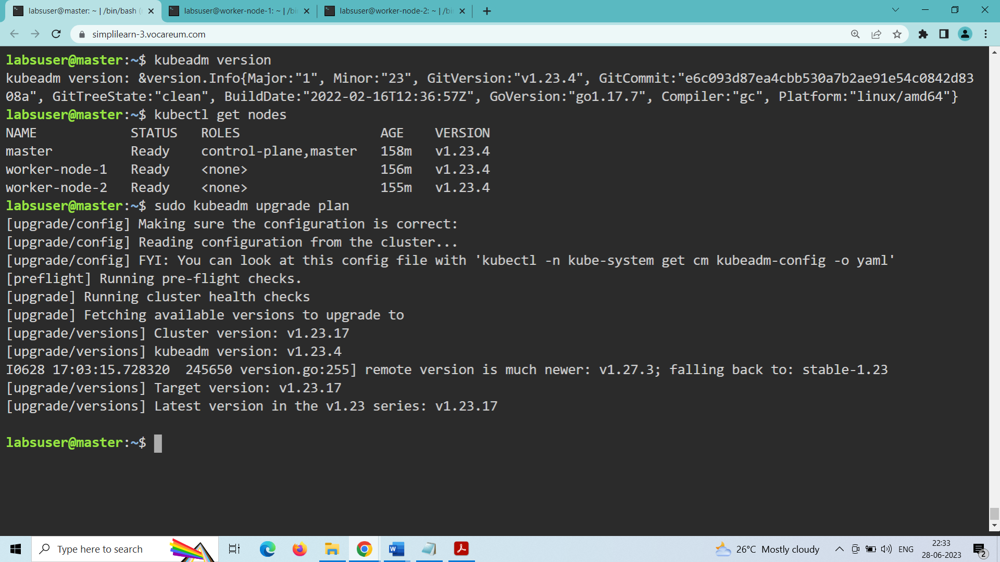 labsuser@master: ~ | /bin/bash
labsuser@worker-node-1: ~ | /bi
labsuser@worker-node-2: ~ | /bi
simplilearn-3.vocareum.com
labsuser@master:~$ kubeadm version
kubeadm version: &version.Info{Major:"1", Minor:"23", GitVersion:"v1.23.4", GitCommit:"e6c093d87ea4cbb530a7b2ae91e54c0842d83
08a", GitTreeState:"clean", BuildDate:"2022-02-16T12:36:57Z", GoVersion:"go1.17.7", Compiler:"gc", Platform:"linux/amd64"}
labsuser@master:~$ kubectl get nodes
NAME STATUS ROLES AGE VERSION
master Ready control-plane,master 158m v1.23.4
worker-node-1 Ready <none> 156m v1.23.4
worker-node-2 Ready <none> 155m v1.23.4
labsuser@master:~$ sudo kubeadm upgrade plan
[upgrade/config] Making sure the configuration is correct:
[upgrade/config] Reading configuration from the cluster...
[upgrade/config] FYI: You can look at this config file with 'kubectl -n kube-system get cm kubeadm-config -o yaml'
[preflight] Running pre-flight checks.
[upgrade] Running cluster health checks
[upgrade] Fetching available versions to upgrade to
[upgrade/versions] Cluster version: v1.23.17
[upgrade/versions] kubeadm version: v1.23.4
I0628 17:03:15.728320 245650 version.go:255] remote version is much newer: v1.27.3; falling back to: stable-1.23
[upgrade/versions] Target version: v1.23.17
[upgrade/versions] Latest version in the v1.23 series: v1.23.17
labsuser@master:~$
Type here to search
26°C Mostly cloudy
ENG
22:33
28-06-2023
2